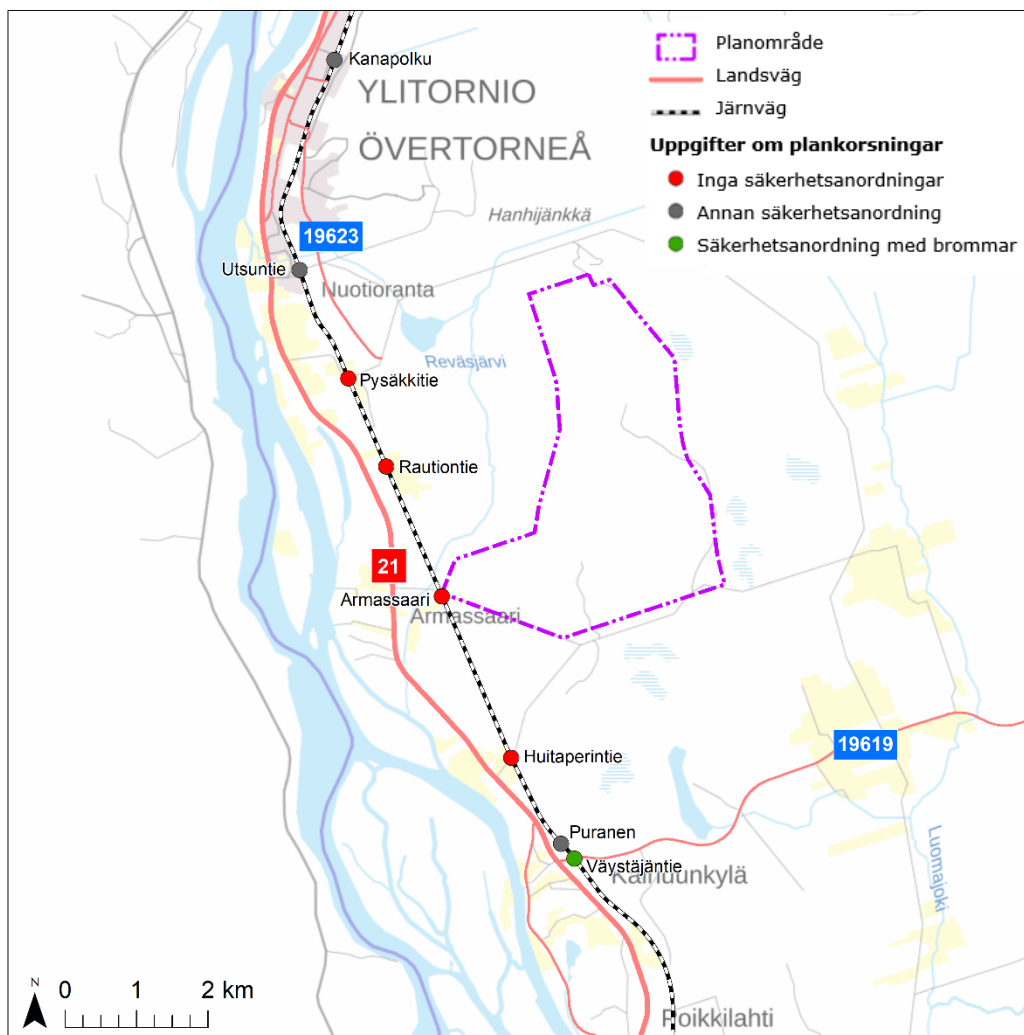 Kanapolku
YLITORNIO
ÖVERTORNEÅ
Planområde
Landsväg
Järnväg
Uppgifter om plankorsningar
Inga säkerhetsanordningar
Annan säkerhetsanordning
Säkerhetsanordning med brommar
Hanhijänkkä
19623
Utsuntie
Nuotioranta
Reväsjärvi
Pysäkkitie
Rautiontie
21
Armassaari
Armassaari
Huitaperintie
19619
Puranen
Väystäjäntie
Kainuunkylä
Luomajoki
Poikkilahti
N
0 1 2 km